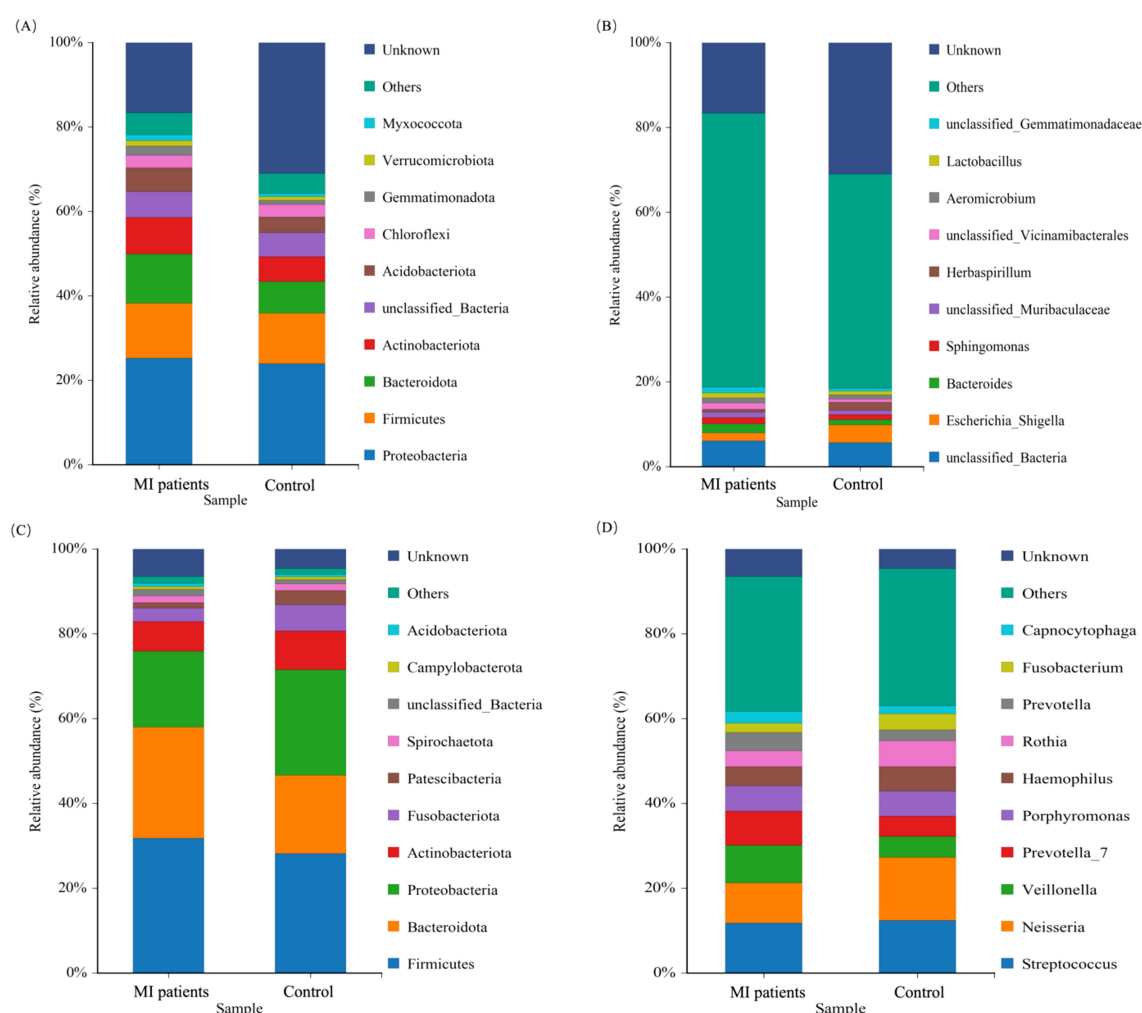 (A)
Relative abundance (%)
100%
80%
60%
40%
20%
0%
MI patients
Control
Sample
Unknown
Others
Myxococcota
Verrucomicrobiota
Gemmatimonadota
Chloroflexi
Acidobacteriota
unclassified_Bacteria
Actinobacteriota
Bacteroidota
Firmicutes
Proteobacteria
(B)
Relative abundance (%)
100%
80%
60%
40%
20%
0%
MI patients
Control
Sample
Unknown
Others
unclassified_Gemmatimonadaceae
Lactobacillus
Aeromicrobium
unclassified_Vicinamibacterales
Herbaspirillum
unclassified_Muribaculaceae
Sphingomonas
Bacteroides
Escherichia_Shigella
unclassified_Bacteria
(C)
Relative abundance (%)
100%
80%
60%
40%
20%
0%
MI patients
Control
Sample
Unknown
Others
Acidobacteriota
Campylobacterota
unclassified_Bacteria
Spirochaetota
Patescibacteria
Fusobacteriota
Actinobacteriota
Proteobacteria
Bacteroidota
Firmicutes
(D)
Relative abundance (%)
100%
80%
60%
40%
20%
0%
MI patients
Control
Sample
Unknown
Others
Capnocytophaga
Fusobacterium
Prevotella
Rothia
Haemophilus
Porphyromonas
Prevotella_7
Veillonella
Neisseria
Streptococcus